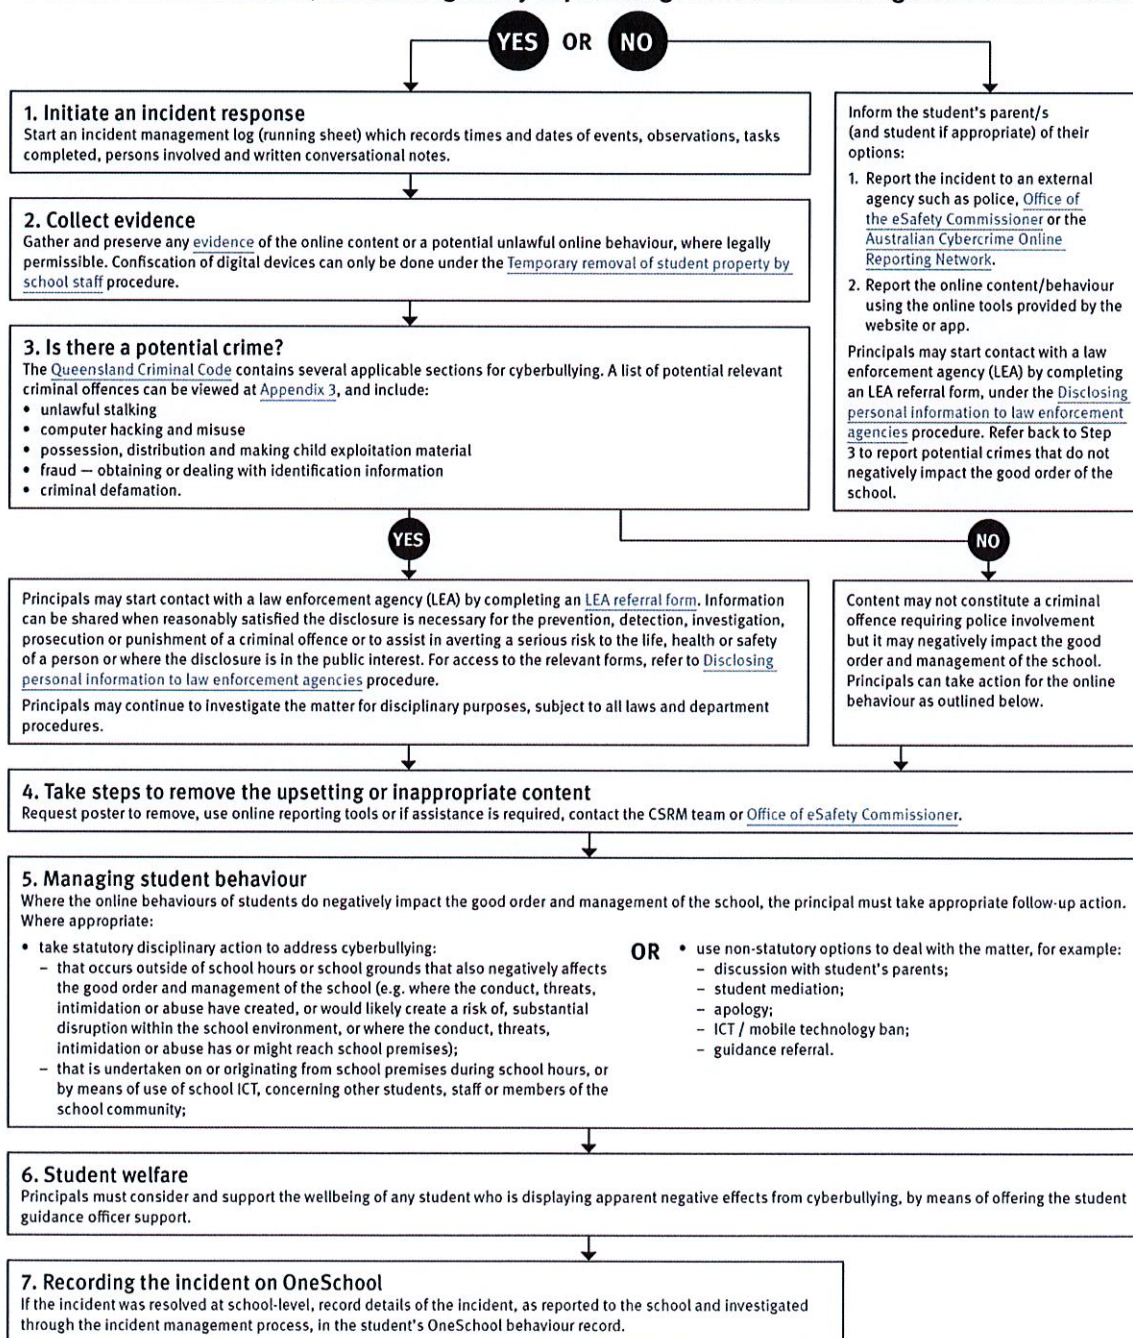 YES OR NO
1. Initiate an incident response
Start an incident management log (running sheet) which records times and dates of events, observations, tasks
completed, persons involved and written conversational notes.
Inform the student's parent/s
(and student if appropriate) of their
options:
1. Report the incident to an external
agency such as police, Office of
the eSafety Commissioner or the
Australian Cybercrime Online
Reporting Network.
2. Report the online content/behaviour
using the online tools provided by the
website or app.
Principals may start contact with a law
enforcement agency (LEA) by completing
an LEA referral form, under the Disclosing
personal information to law enforcement
agencies procedure. Refer back to Step
3 to report potential crimes that do not
negatively impact the good order of the
school.
2. Collect evidence
Gather and preserve any evidence of the online content or a potential unlawful online behaviour, where legally
permissible. Confiscation of digital devices can only be done under the Temporary removal of student property by
school staff procedure.
3. Is there a potential crime?
The Queensland Criminal Code contains several applicable sections for cyberbullying. A list of potential relevant
criminal offences can be viewed at Appendix 3, and include:
• unlawful stalking
• computer hacking and misuse
• possession, distribution and making child exploitation material
• fraud — obtaining or dealing with identification information
• criminal defamation.
YES
NO
Principals may start contact with a law enforcement agency (LEA) by completing an LEA referral form. Information
can be shared when reasonably satisfied the disclosure is necessary for the prevention, detection, investigation,
prosecution or punishment of a criminal offence or to assist in averting a serious risk to the life, health or safety
of a person or where the disclosure is in the public interest. For access to the relevant forms, refer to Disclosing
personal information to law enforcement agencies procedure.
Principals may continue to investigate the matter for disciplinary purposes, subject to all laws and department
procedures.
Content may not constitute a criminal
offence requiring police involvement
but it may negatively impact the good
order and management of the school.
Principals can take action for the online
behaviour as outlined below.
4. Take steps to remove the upsetting or inappropriate content
Request poster to remove, use online reporting tools or if assistance is required, contact the CSRM team or Office of eSafety Commissioner.
5. Managing student behaviour
Where the online behaviours of students do negatively impact the good order and management of the school, the principal must take appropriate follow-up action.
Where appropriate:
• take statutory disciplinary action to address cyberbullying:
– that occurs outside of school hours or school grounds that also negatively affects
the good order and management of the school (e.g. where the conduct, threats,
intimidation or abuse have created, or would likely create a risk of, substantial
disruption within the school environment, or where the conduct, threats,
intimidation or abuse has or might reach school premises);
– that is undertaken on or originating from school premises during school hours, or
by means of use of school ICT, concerning other students, staff or members of the
school community;
OR
• use non-statutory options to deal with the matter, for example:
– discussion with student's parents;
– student mediation;
– apology;
– ICT / mobile technology ban;
– guidance referral.
6. Student welfare
Principals must consider and support the wellbeing of any student who is displaying apparent negative effects from cyberbullying, by means of offering the student
guidance officer support.
7. Recording the incident on OneSchool
If the incident was resolved at school-level, record details of the incident, as reported to the school and investigated
through the incident management process, in the student's OneSchool behaviour record.